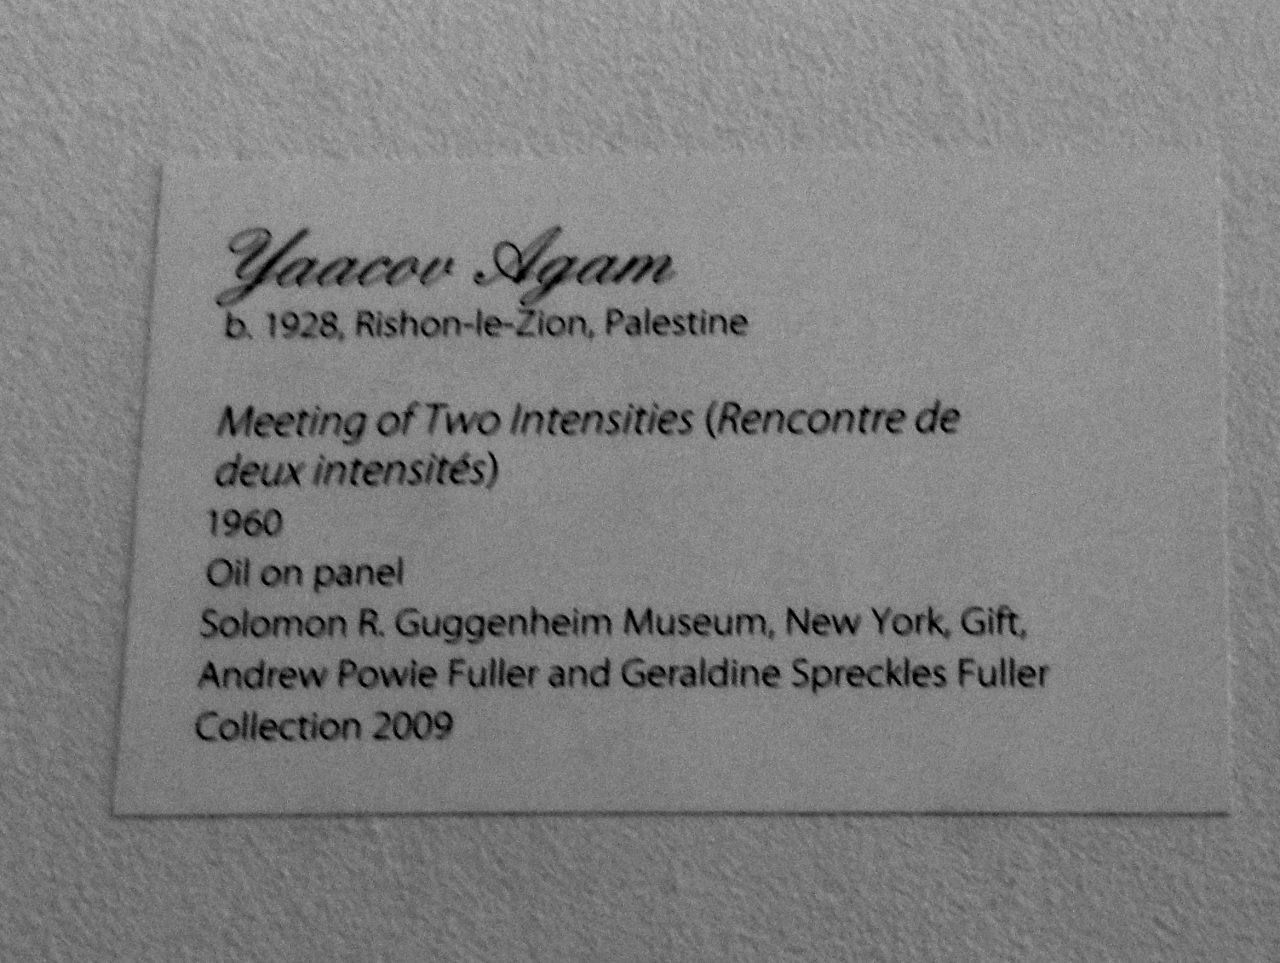 Yaacov Agam
b. 1928, Rishon-le-Zion, Palestine
Meeting of Two Intensities (Rencontre de
deux intensités)
1960
Oil on panel
Solomon R. Guggenheim Museum, New York, Gift,
Andrew Powie Fuller and Geraldine Spreckles Fuller
Collection 2009